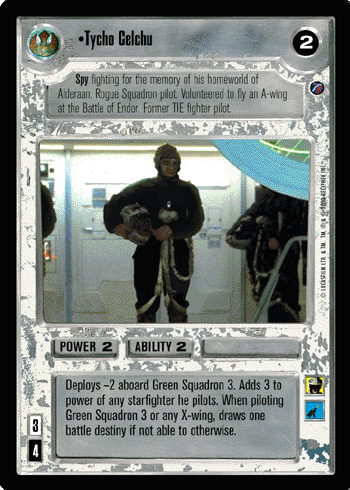 •Tycho Celchu
2
Spy fighting for the memory of his homeworld of
Alderaan. Rogue Squadron pilot. Volunteered to fly an A-wing
at the Battle of Endor. Former TIE fighter pilot.
POWER 2 ABILITY 2
Deploys –2 aboard Green Squadron 3. Adds 3 to
power of any starfighter he pilots. When piloting
Green Squadron 3 or any X-wing, draws one
battle destiny if not able to otherwise.
3
4